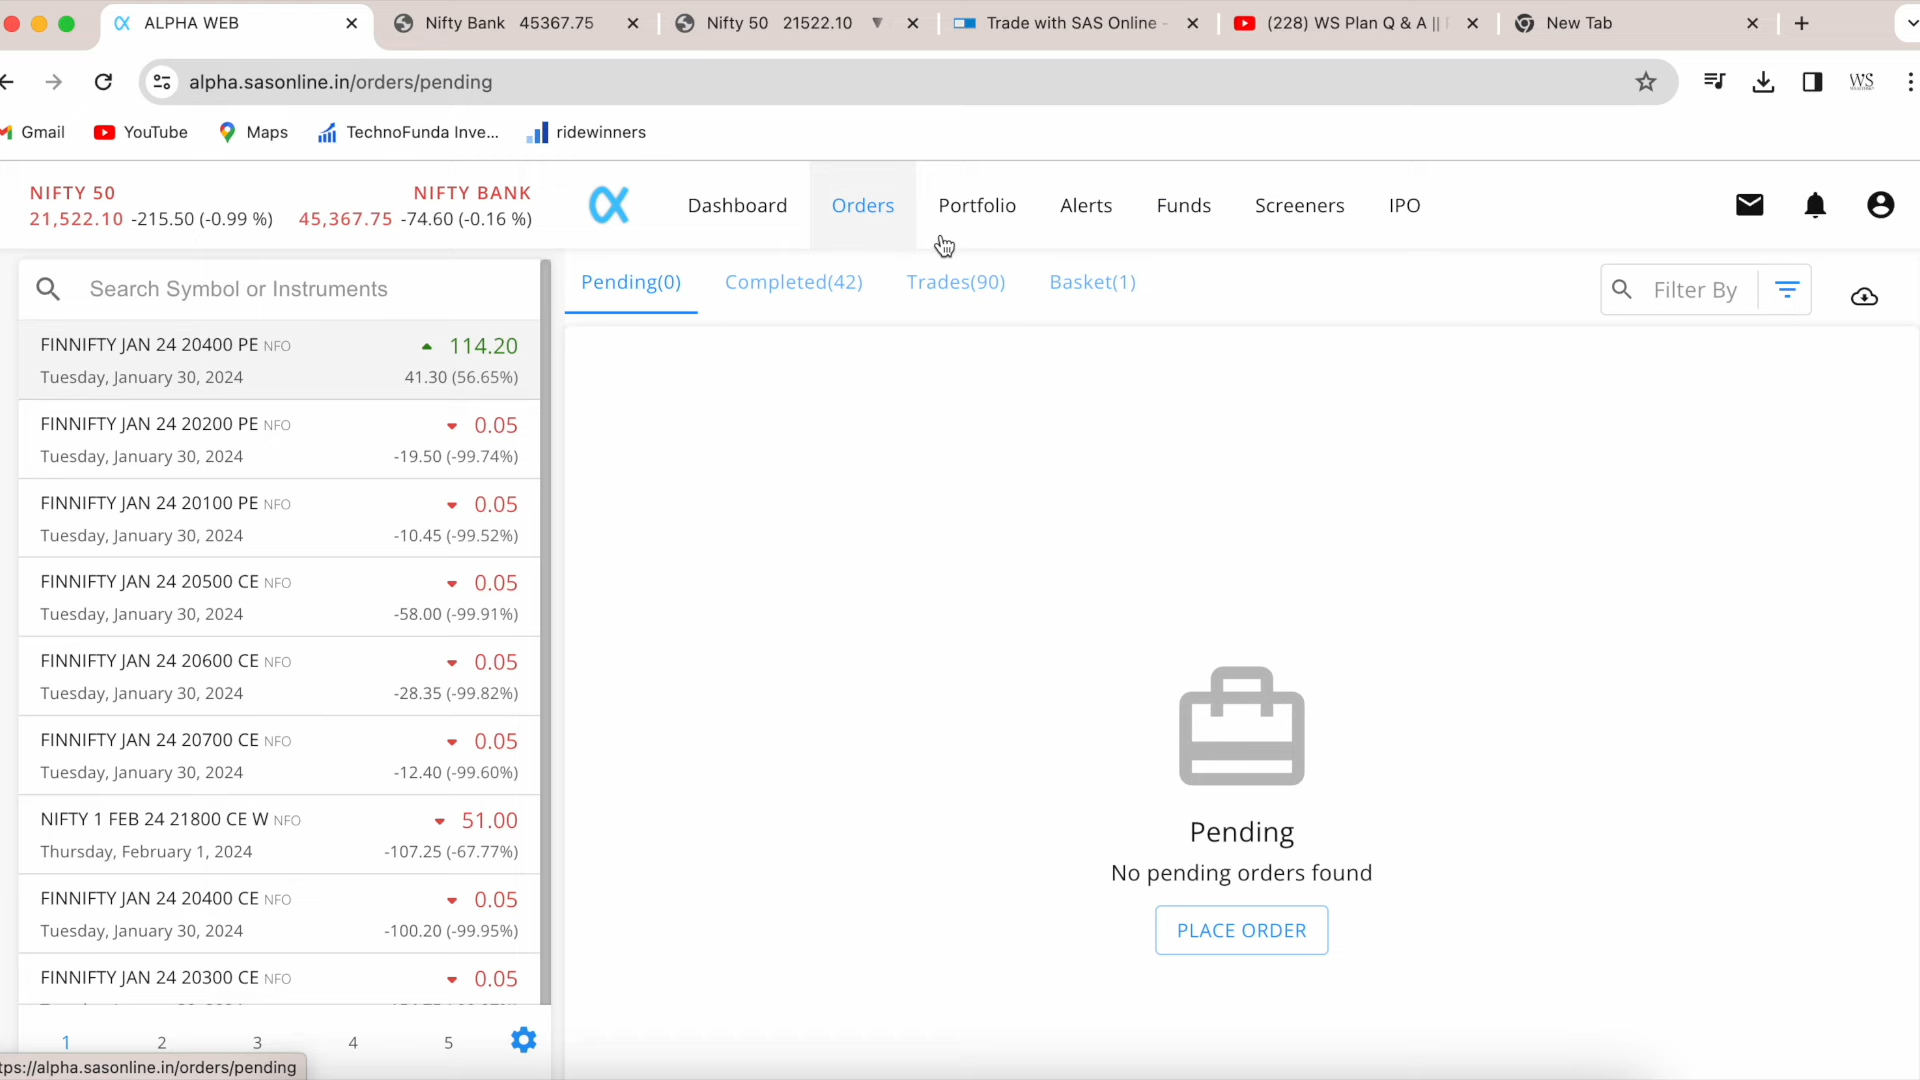 ALPHA WEB
Nifty Bank 45367.75
Nifty 50 21522.10 ▼
Trade with SAS Online -
(228) WS Plan Q & A ||
New Tab
alpha.sasonline.in/orders/pending
WS
Gmail
YouTube
Maps
TechnoFunda Inve...
ridewinners
NIFTY 50
21,522.10 -215.50 (-0.99 %)
NIFTY BANK
45,367.75 -74.60 (-0.16 %)
Dashboard
Orders
Portfolio
Alerts
Funds
Screeners
IPO
Search Symbol or Instruments
Pending(0)
Completed(42)
Trades(90)
Basket(1)
Filter By
FINNIFTY JAN 24 20400 PE NFO 114.20
Tuesday, January 30, 2024 41.30 (56.65%)
FINNIFTY JAN 24 20200 PE NFO 0.05
Tuesday, January 30, 2024 -19.50 (-99.74%)
FINNIFTY JAN 24 20100 PE NFO 0.05
Tuesday, January 30, 2024 -10.45 (-99.52%)
FINNIFTY JAN 24 20500 CE NFO 0.05
Tuesday, January 30, 2024 -58.00 (-99.91%)
FINNIFTY JAN 24 20600 CE NFO 0.05
Tuesday, January 30, 2024 -28.35 (-99.82%)
FINNIFTY JAN 24 20700 CE NFO 0.05
Tuesday, January 30, 2024 -12.40 (-99.60%)
NIFTY 1 FEB 24 21800 CE W NFO 51.00
Thursday, February 1, 2024 -107.25 (-67.77%)
FINNIFTY JAN 24 20400 CE NFO 0.05
Tuesday, January 30, 2024 -100.20 (-99.95%)
FINNIFTY JAN 24 20300 CE NFO 0.05
1 2 3 4 5
tps://alpha.sasonline.in/orders/pending
Pending
No pending orders found
PLACE ORDER